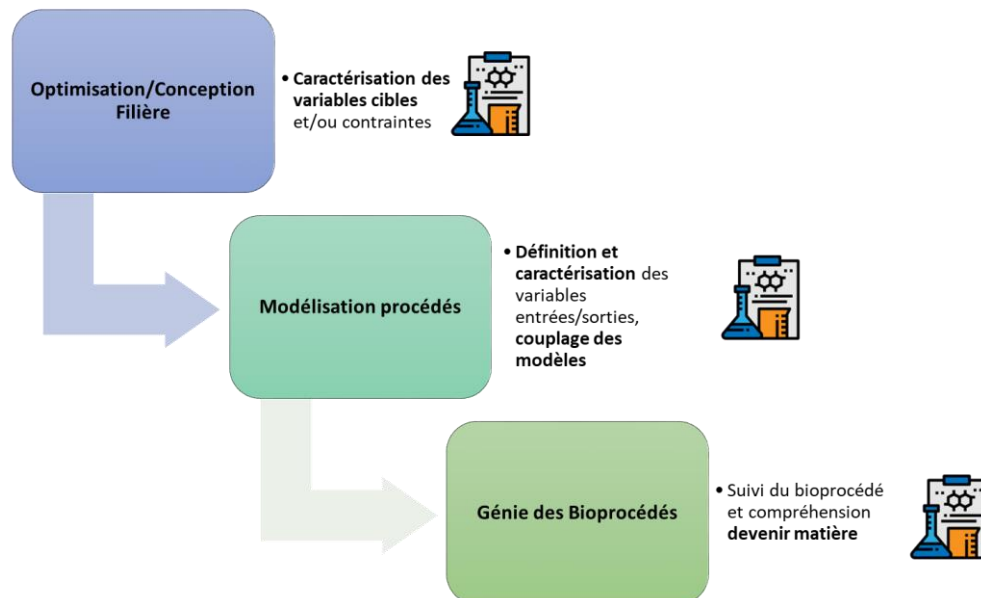 Optimisation/Conception
Filière
• Caractérisation des
variables cibles
et/ou contraintes
Modélisation procédés
• Définition et
caractérisation des
variables
entrées/sorties,
couplage des
modèles
Génie des Bioprocédés
• Suivi du bioprocédé
et compréhension
devenir matière